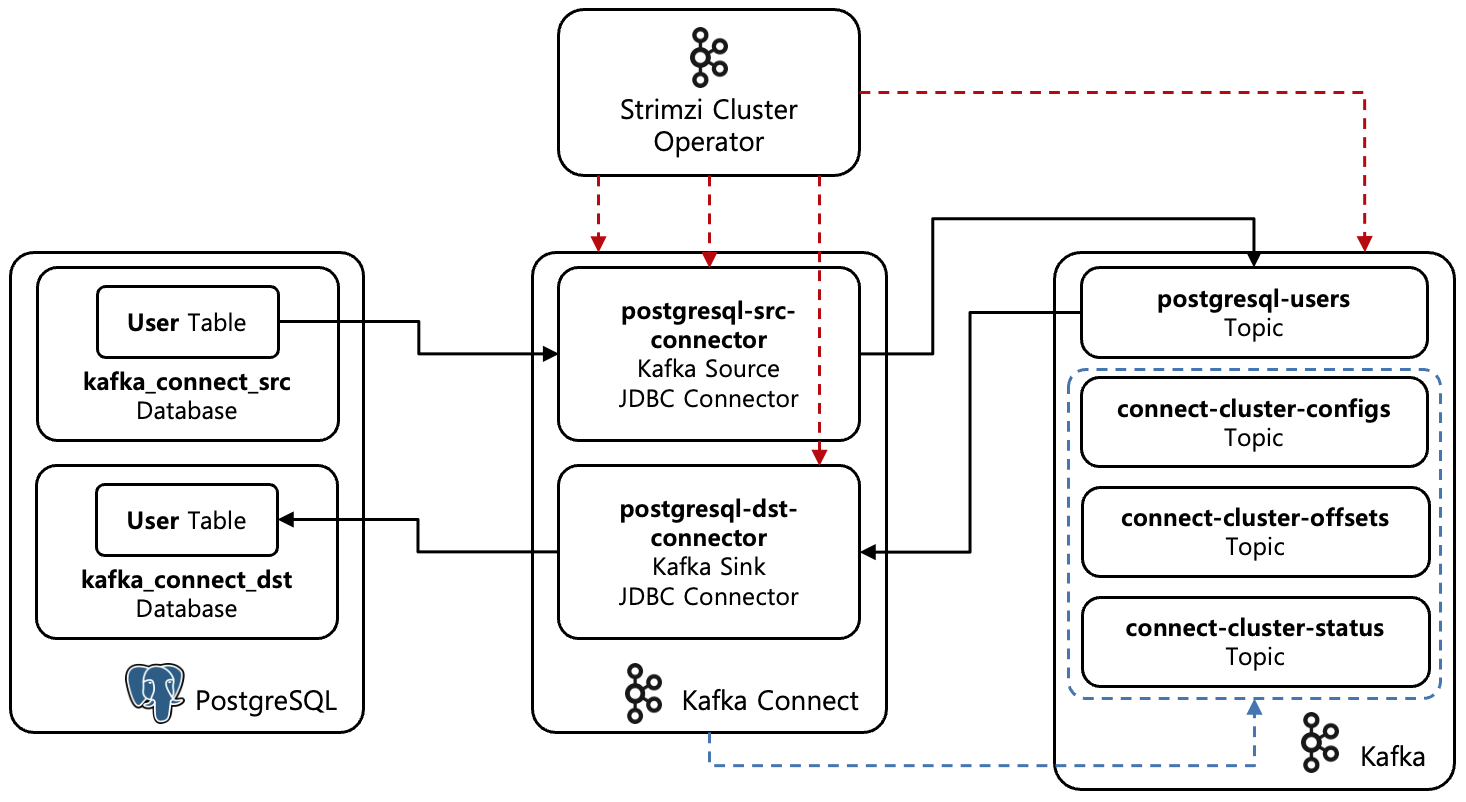 Strimzi Cluster
Operator
User Table
kafka_connect_src
Database
User Table
kafka_connect_dst
Database
PostgreSQL
postgresql-src-
connector
Kafka Source
JDBC Connector
postgresql-dst-
connector
Kafka Sink
JDBC Connector
Kafka Connect
postgresql-users
Topic
connect-cluster-configs
Topic
connect-cluster-offsets
Topic
connect-cluster-status
Topic
Kafka